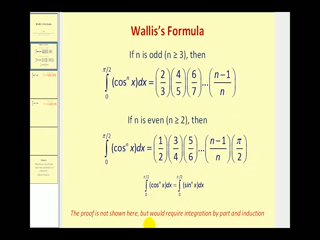 Wallis's Formula
If n is odd (n ≥ 3), then
∫₀^{π/2} (cosⁿ x)dx = (2/3)(4/5)(6/7)...((n−1)/n)
If n is even (n ≥ 2), then
∫₀^{π/2} (cosⁿ x)dx = (1/2)(3/4)(5/6)...((n−1)/n)(π/2)
∫₀^{π/2} (cosⁿ x)dx = ∫₀^{π/2} (sinⁿ x)dx
The proof is not shown here, but would require integration by part and induction